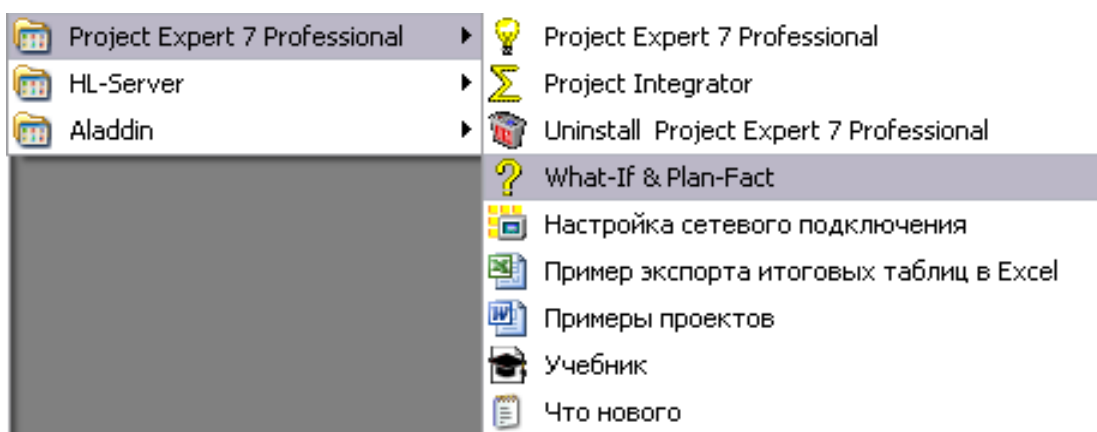 Project Expert 7 Professional
HL-Server
Aladdin
Project Expert 7 Professional
Project Integrator
Uninstall Project Expert 7 Professional
What-If & Plan-Fact
Настройка сетевого подключения
Пример экспорта итоговых таблиц в Excel
Примеры проектов
Учебник
Что нового